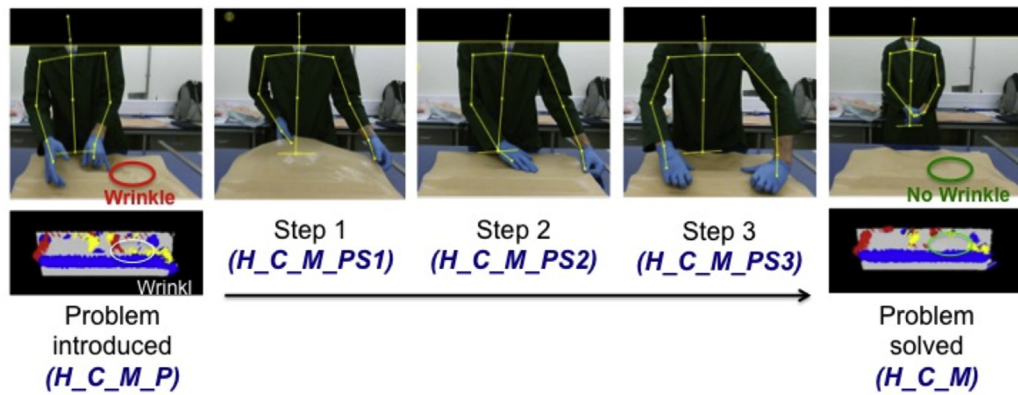 Wrinkle
No Wrinkle
Wrinkl
Step 1
(H_C_M_PS1)
Step 2
(H_C_M_PS2)
Step 3
(H_C_M_PS3)
Problem
introduced
(H_C_M_P)
Problem
solved
(H_C_M)